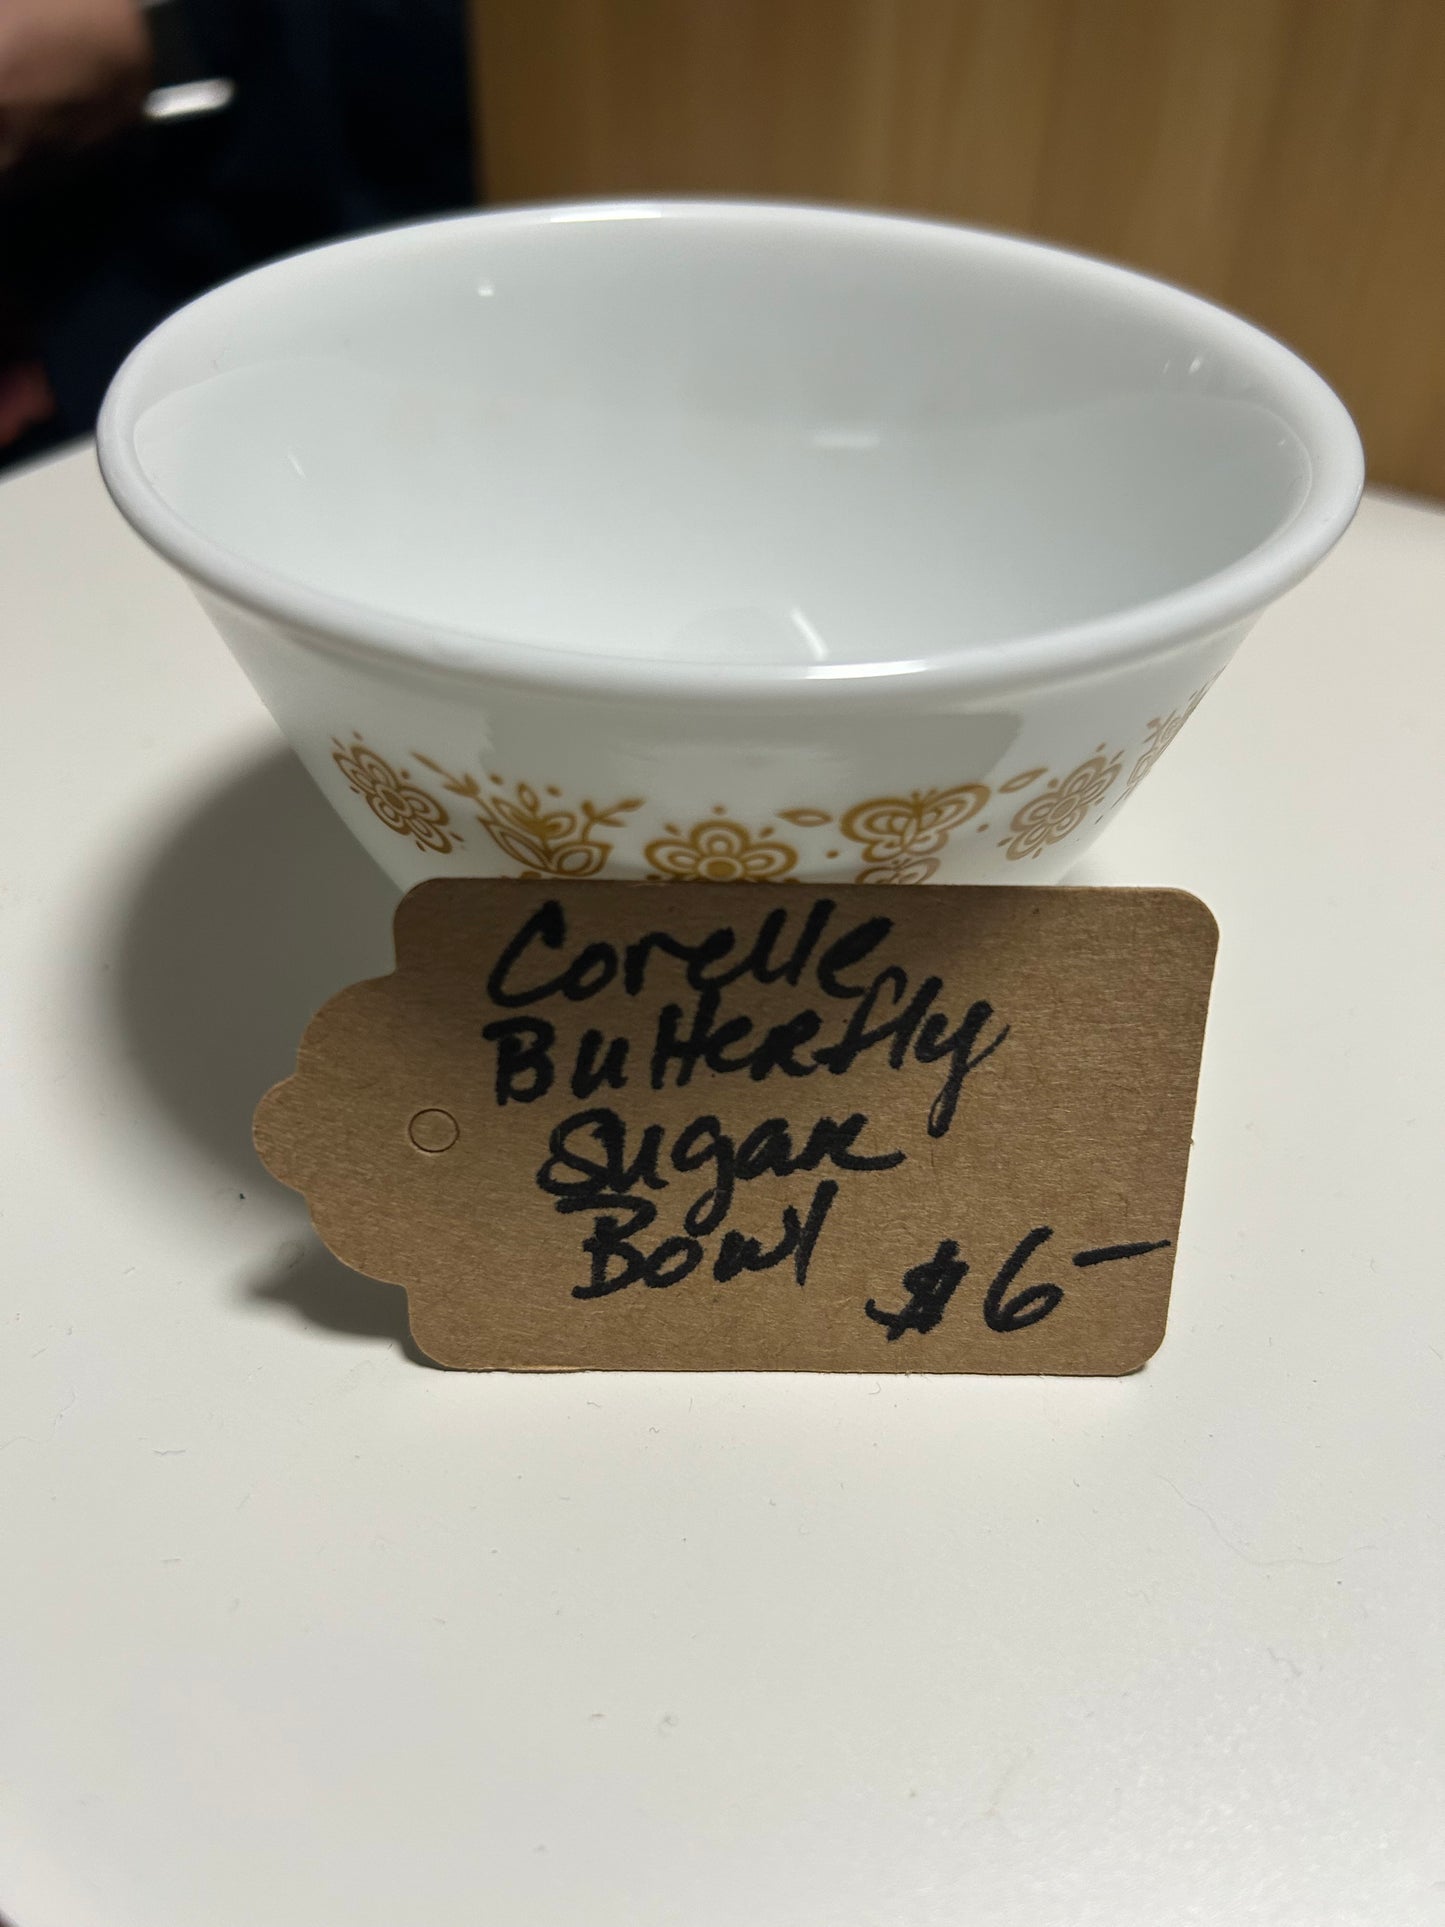 Corelle
Butterfly
Sugar
Bowl
$6-